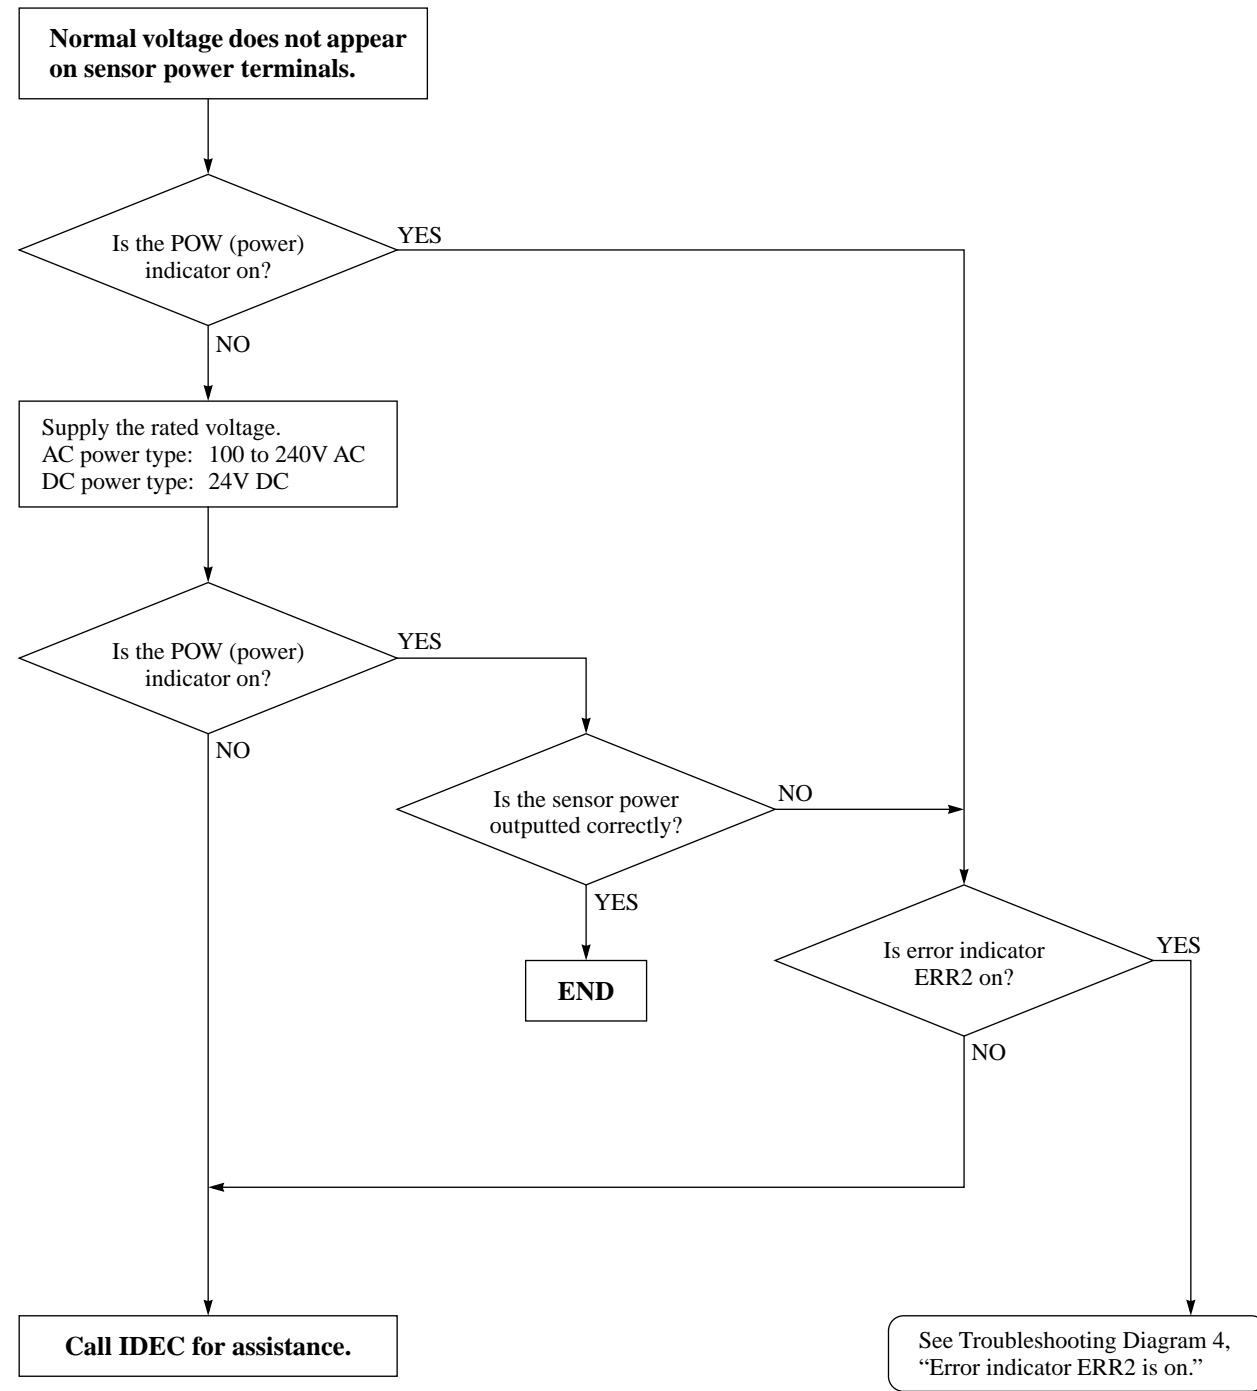 Normal voltage does not appear
on sensor power terminals.
Is the POW (power)
indicator on?
YES
NO
Supply the rated voltage.
AC power type: 100 to 240V AC
DC power type: 24V DC
Is the POW (power)
indicator on?
YES
NO
Is the sensor power
outputted correctly?
NO
YES
END
Is error indicator
ERR2 on?
YES
NO
Call IDEC for assistance.
See Troubleshooting Diagram 4,
“Error indicator ERR2 is on.”